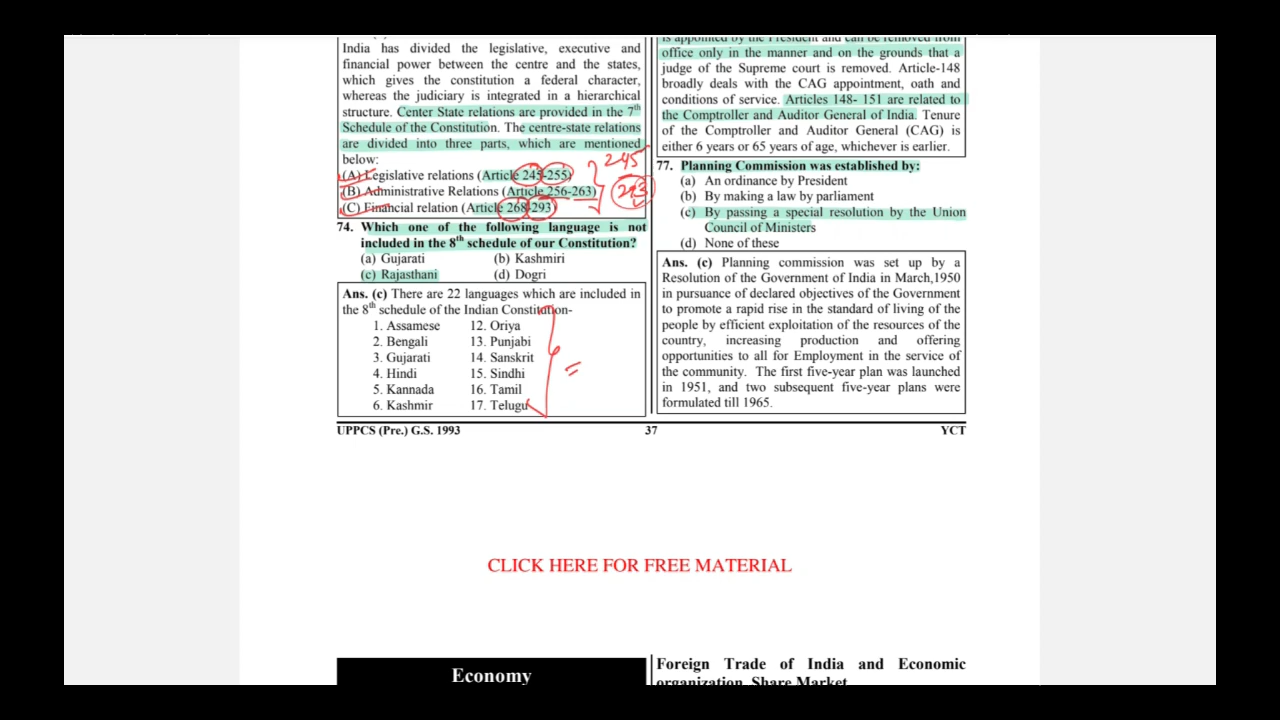 India has divided the legislative, executive and
financial power between the centre and the states,
which gives the constitution a federal character,
whereas the judiciary is integrated in a hierarchical
structure. Center State relations are provided in the 7th
Schedule of the Constitution. The centre-state relations
are divided into three parts, which are mentioned
below:
(A) Legislative relations (Article 245-255)
(B) Administrative Relations (Article 256-263)
(C) Financial relation (Article 268-293)
245
293
74. Which one of the following language is not
included in the 8th schedule of our Constitution?
(a) Gujarati (b) Kashmiri
(c) Rajasthani (d) Dogri
Ans. (c) There are 22 languages which are included in
the 8th schedule of the Indian Constitution-
1. Assamese 12. Oriya
2. Bengali 13. Punjabi
3. Gujarati 14. Sanskrit
4. Hindi 15. Sindhi
5. Kannada 16. Tamil
6. Kashmir 17. Telugu
is appointed by the President and can be removed from
office only in the manner and on the grounds that a
judge of the Supreme court is removed. Article-148
broadly deals with the CAG appointment, oath and
conditions of service. Articles 148- 151 are related to
the Comptroller and Auditor General of India. Tenure
of the Comptroller and Auditor General (CAG) is
either 6 years or 65 years of age, whichever is earlier.
77. Planning Commission was established by:
(a) An ordinance by President
(b) By making a law by parliament
(c) By passing a special resolution by the Union
Council of Ministers
(d) None of these
Ans. (c) Planning commission was set up by a
Resolution of the Government of India in March,1950
in pursuance of declared objectives of the Government
to promote a rapid rise in the standard of living of the
people by efficient exploitation of the resources of the
country, increasing production and offering
opportunities to all for Employment in the service of
the community. The first five-year plan was launched
in 1951, and two subsequent five-year plans were
formulated till 1965.
UPPCS (Pre.) G.S. 1993 37 YCT
CLICK HERE FOR FREE MATERIAL
Economy
Foreign Trade of India and Economic
organization, Share Market